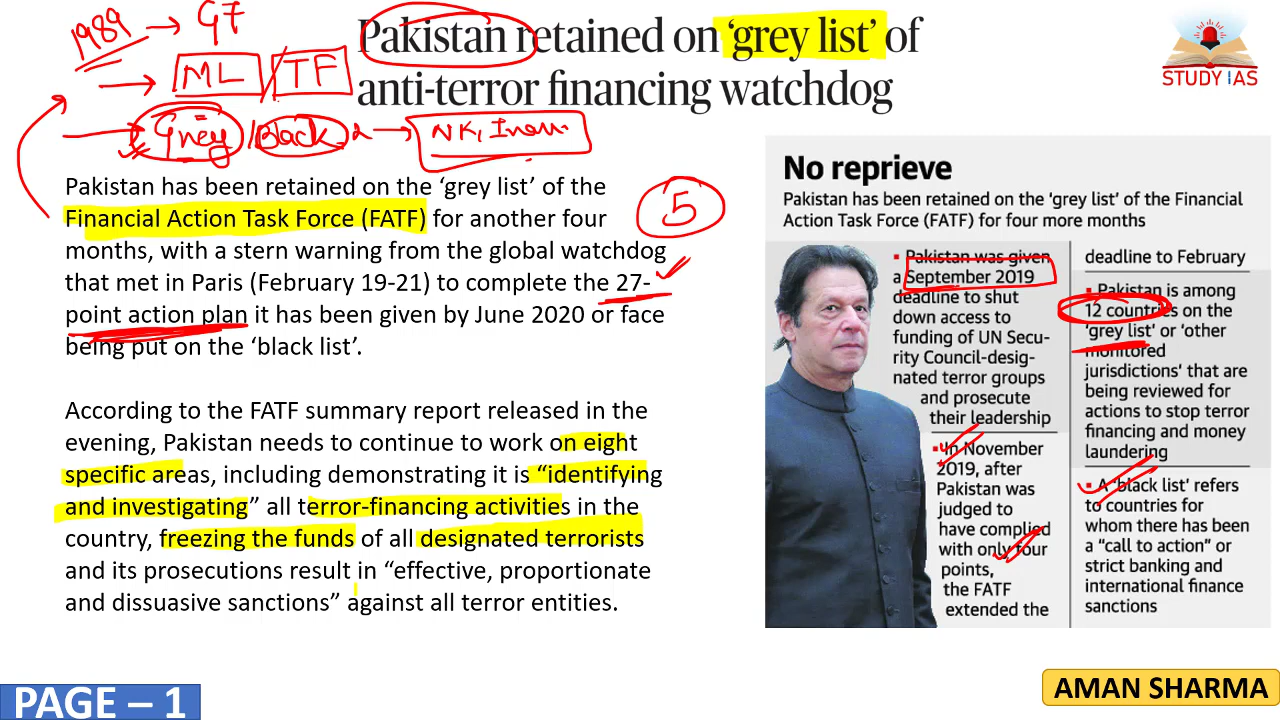 1989 → G7
→ ML / TF
Grey / Black → NK, Iran
Pakistan retained on ‘grey list’ of
anti-terror financing watchdog
STUDY IAS
Pakistan has been retained on the ‘grey list’ of the
Financial Action Task Force (FATF) for another four
months, with a stern warning from the global watchdog
that met in Paris (February 19-21) to complete the 27-
point action plan it has been given by June 2020 or face
being put on the ‘black list’.
5
According to the FATF summary report released in the
evening, Pakistan needs to continue to work on eight
specific areas, including demonstrating it is “identifying
and investigating” all terror-financing activities in the
country, freezing the funds of all designated terrorists
and its prosecutions result in “effective, proportionate
and dissuasive sanctions” against all terror entities.
No reprieve
Pakistan has been retained on the ‘grey list’ of the Financial
Action Task Force (FATF) for four more months
▪ Pakistan was given
a September 2019
deadline to shut
down access to
funding of UN Secu-
rity Council-desig-
nated terror groups
and prosecute
their leadership
▪ In November
2019, after
Pakistan was
judged to
have complied
with only four
points,
the FATF
extended the
deadline to February
▪ Pakistan is among
12 countries on the
‘grey list’ or ‘other
monitored
jurisdictions’ that are
being reviewed for
actions to stop terror
financing and money
laundering
▪ A ‘black list’ refers
to countries for
whom there has been
a “call to action” or
strict banking and
international finance
sanctions
PAGE – 1
AMAN SHARMA